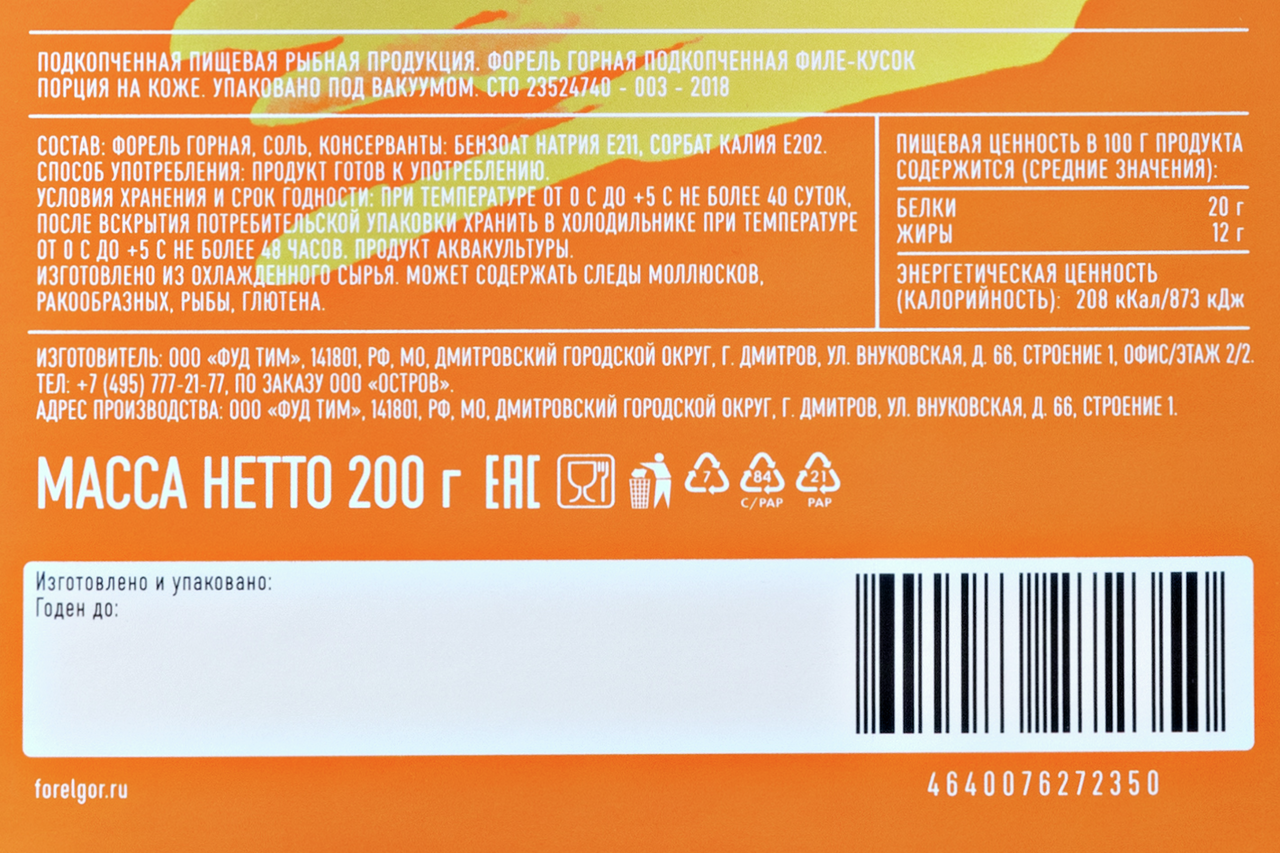 ПОДКОПЧЕННАЯ ПИЩЕВАЯ РЫБНАЯ ПРОДУКЦИЯ. ФОРЕЛЬ ГОРНАЯ ПОДКОПЧЕННАЯ ФИЛЕ-КУСОК
ПОРЦИЯ НА КОЖЕ. УПАКОВАНО ПОД ВАКУУМОМ. СТО 23524740 - 003 - 2018
СОСТАВ: ФОРЕЛЬ ГОРНАЯ, СОЛЬ, КОНСЕРВАНТЫ: БЕНЗОАТ НАТРИЯ Е211, СОРБАТ КАЛИЯ Е202.
СПОСОБ УПОТРЕБЛЕНИЯ: ПРОДУКТ ГОТОВ К УПОТРЕБЛЕНИЮ.
УСЛОВИЯ ХРАНЕНИЯ И СРОК ГОДНОСТИ: ПРИ ТЕМПЕРАТУРЕ ОТ 0 С ДО +5 С НЕ БОЛЕЕ 40 СУТОК,
ПОСЛЕ ВСКРЫТИЯ ПОТРЕБИТЕЛЬСКОЙ УПАКОВКИ ХРАНИТЬ В ХОЛОДИЛЬНИКЕ ПРИ ТЕМПЕРАТУРЕ
ОТ 0 С ДО +5 С НЕ БОЛЕЕ 48 ЧАСОВ. ПРОДУКТ АКВАКУЛЬТУРЫ.
ИЗГОТОВЛЕНО ИЗ ОХЛАЖДЕННОГО СЫРЬЯ. МОЖЕТ СОДЕРЖАТЬ СЛЕДЫ МОЛЛЮСКОВ,
РАКООБРАЗНЫХ, РЫБЫ, ГЛЮТЕНА.
ПИЩЕВАЯ ЦЕННОСТЬ В 100 Г ПРОДУКТА
СОДЕРЖИТСЯ (СРЕДНИЕ ЗНАЧЕНИЯ):
БЕЛКИ 20 г
ЖИРЫ 12 г
ЭНЕРГЕТИЧЕСКАЯ ЦЕННОСТЬ
(КАЛОРИЙНОСТЬ): 208 кКал/873 кДж
ИЗГОТОВИТЕЛЬ: ООО «ФУД ТИМ», 141801, РФ, МО, ДМИТРОВСКИЙ ГОРОДСКОЙ ОКРУГ, Г. ДМИТРОВ, УЛ. ВНУКОВСКАЯ, Д. 66, СТРОЕНИЕ 1, ОФИС/ЭТАЖ 2/2.
ТЕЛ: +7 (495) 777-21-77, ПО ЗАКАЗУ ООО «ОСТРОВ».
АДРЕС ПРОИЗВОДСТВА: ООО «ФУД ТИМ», 141801, РФ, МО, ДМИТРОВСКИЙ ГОРОДСКОЙ ОКРУГ, Г. ДМИТРОВ, УЛ. ВНУКОВСКАЯ, Д. 66, СТРОЕНИЕ 1.
МАССА НЕТТО 200 г EAC 7 84 21
C/PAP PAP
Изготовлено и упаковано:
Годен до:
forelgor.ru
4640076272350